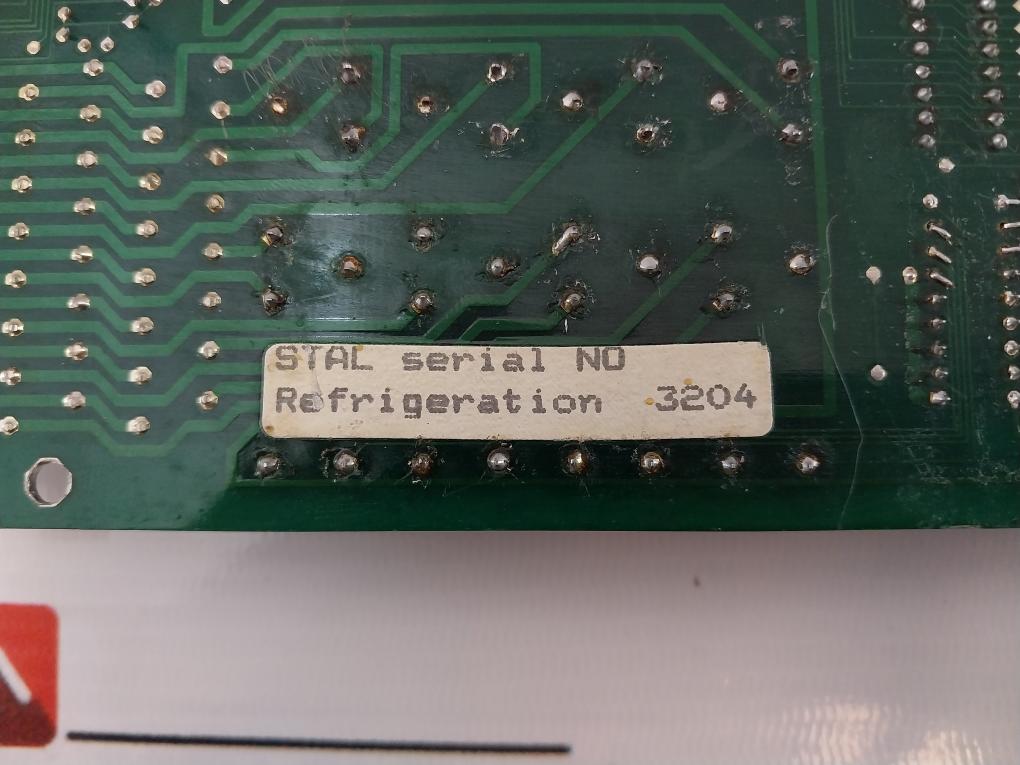 STAL serial NO
Refrigeration 3204